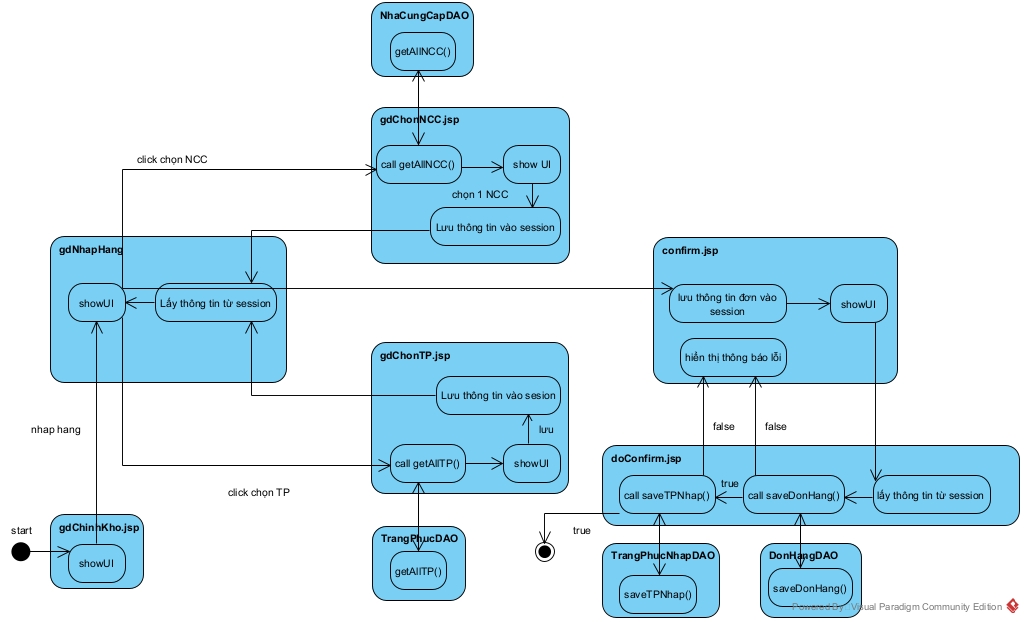 NhaCungCapDAO
getAllNCC()
gdChonNCC.jsp
click chọn NCC
call getAllNCC()
show UI
chọn 1 NCC
Lưu thông tin vào session
gdNhapHang
showUI
Lấy thông tin từ session
confirm.jsp
lưu thông tin đơn vào
session
showUI
hiển thị thông báo lỗi
gdChonTP.jsp
Lưu thông tin vào sesion
lưu
call getAllTP()
showUI
nhap hang
click chọn TP
false
false
doConfirm.jsp
call saveTPNhap()
true
call saveDonHang()
lấy thông tin từ session
start
gdChinhKho.jsp
showUI
TrangPhucDAO
getAllTP()
true
TrangPhucNhapDAO
saveTPNhap()
DonHangDAO
saveDonHang()
Powered By Visual Paradigm Community Edition